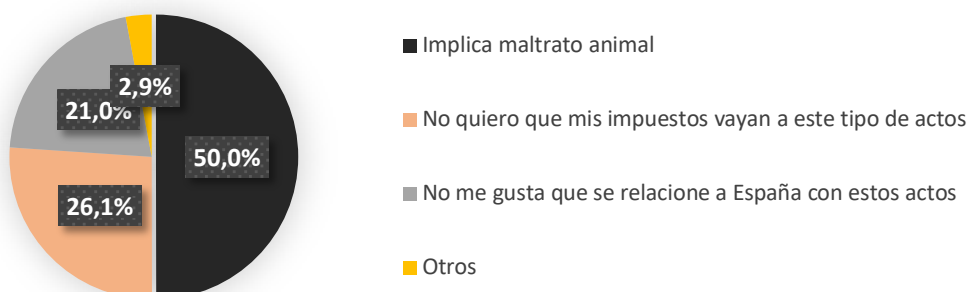 Implica maltrato animal
2,9%
21,0%
No quiero que mis impuestos vayan a este tipo de actos
50,0%
No me gusta que se relacione a España con estos actos
26,1%
Otros